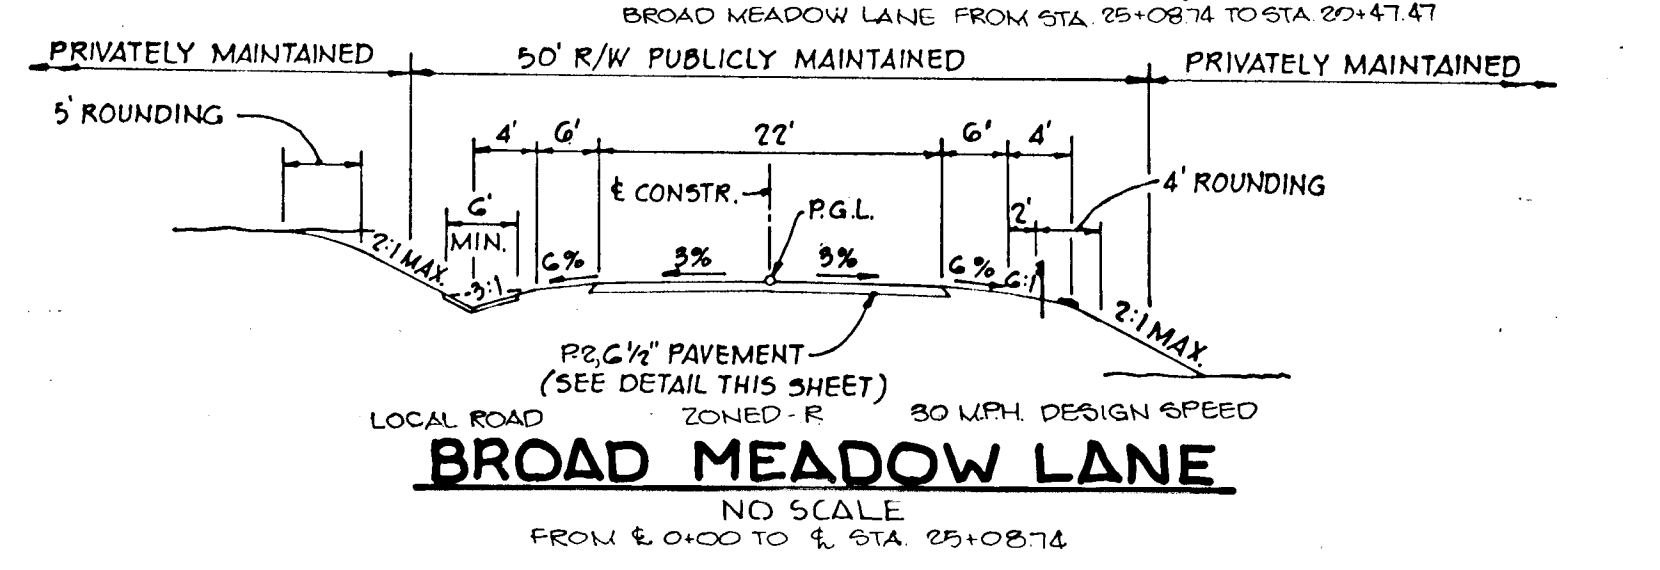 BROAD MEADOW LANE FROM STA. 25+08.74 TO STA. 29+47.47
PRIVATELY MAINTAINED
50' R/W PUBLICLY MAINTAINED
PRIVATELY MAINTAINED
5' ROUNDING
4'
6'
22'
6'
4'
℄ CONSTR.
4' ROUNDING
6'
MIN.
P.G.L.
2'
2:1 MAX.
3:1
6%
3%
3%
6%
6:1
2:1 MAX.
P.2, 6½" PAVEMENT
(SEE DETAIL THIS SHEET)
LOCAL ROAD
ZONED-R
30 M.P.H. DESIGN SPEED
BROAD MEADOW LANE
NO SCALE
FROM ℄ 0+00 TO ℄ STA. 25+08.74